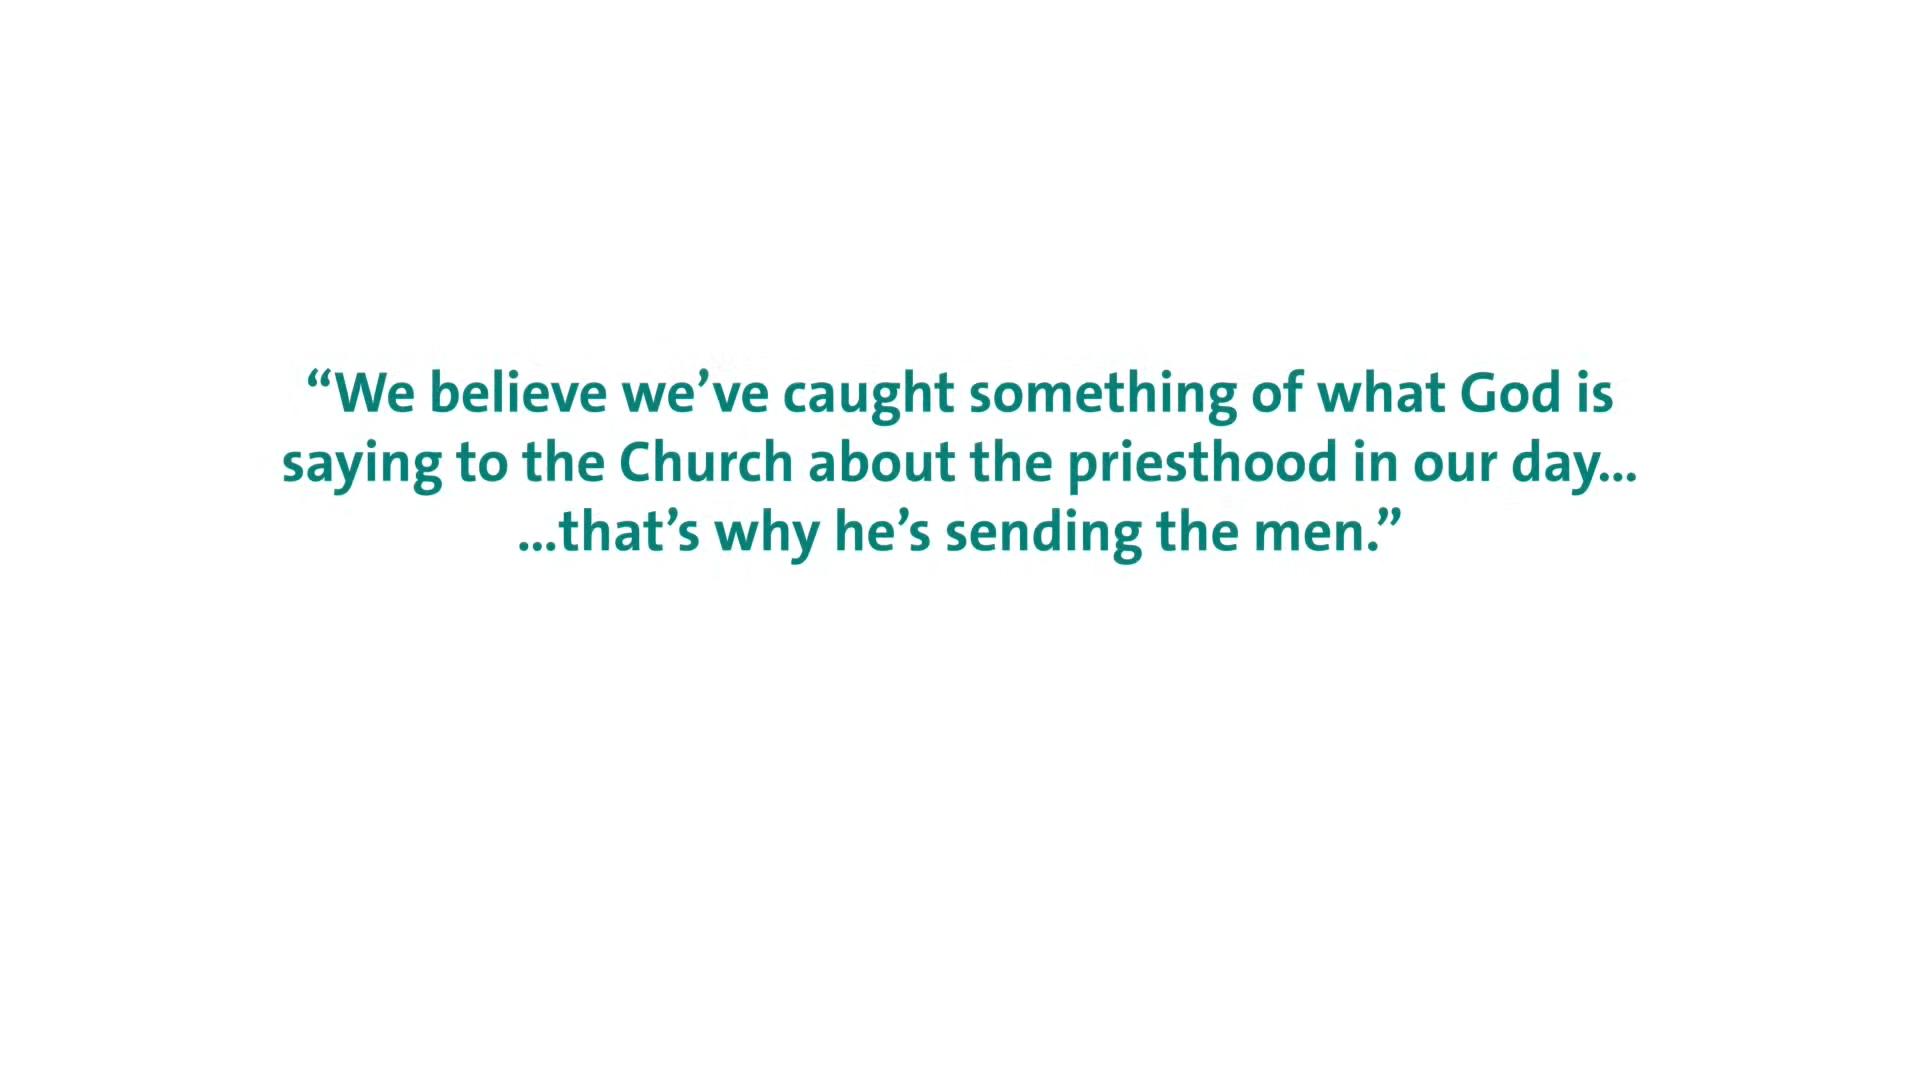 “We believe we’ve caught something of what God is
saying to the Church about the priesthood in our day...
...that’s why he’s sending the men.”